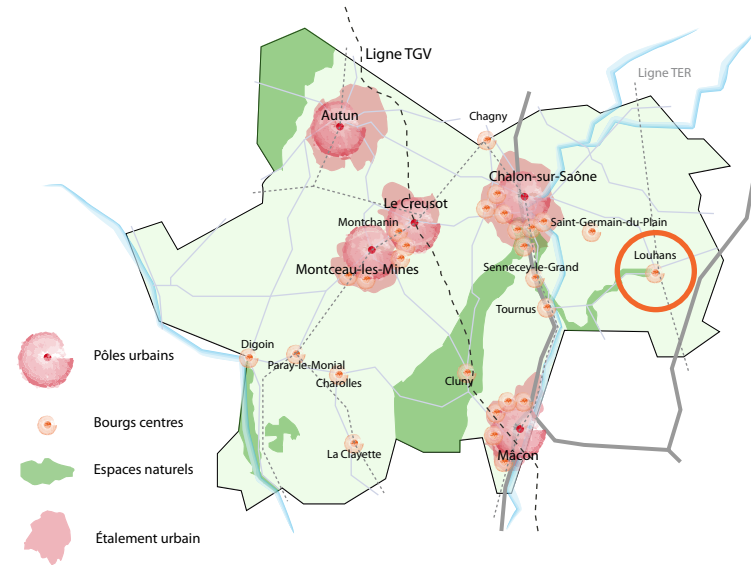 Ligne TGV
Ligne TER
Autun
Chagny
Chalon-sur-Saône
Le Creusot
Montchanin
Saint-Germain-du-Plain
Louhans
Montceau-les-Mines
Sennecey-le-Grand
Tournus
Digoin
Paray-le-Monial
Charolles
Cluny
La Clayette
Mâcon
Pôles urbains
Bourgs centres
Espaces naturels
Étalement urbain